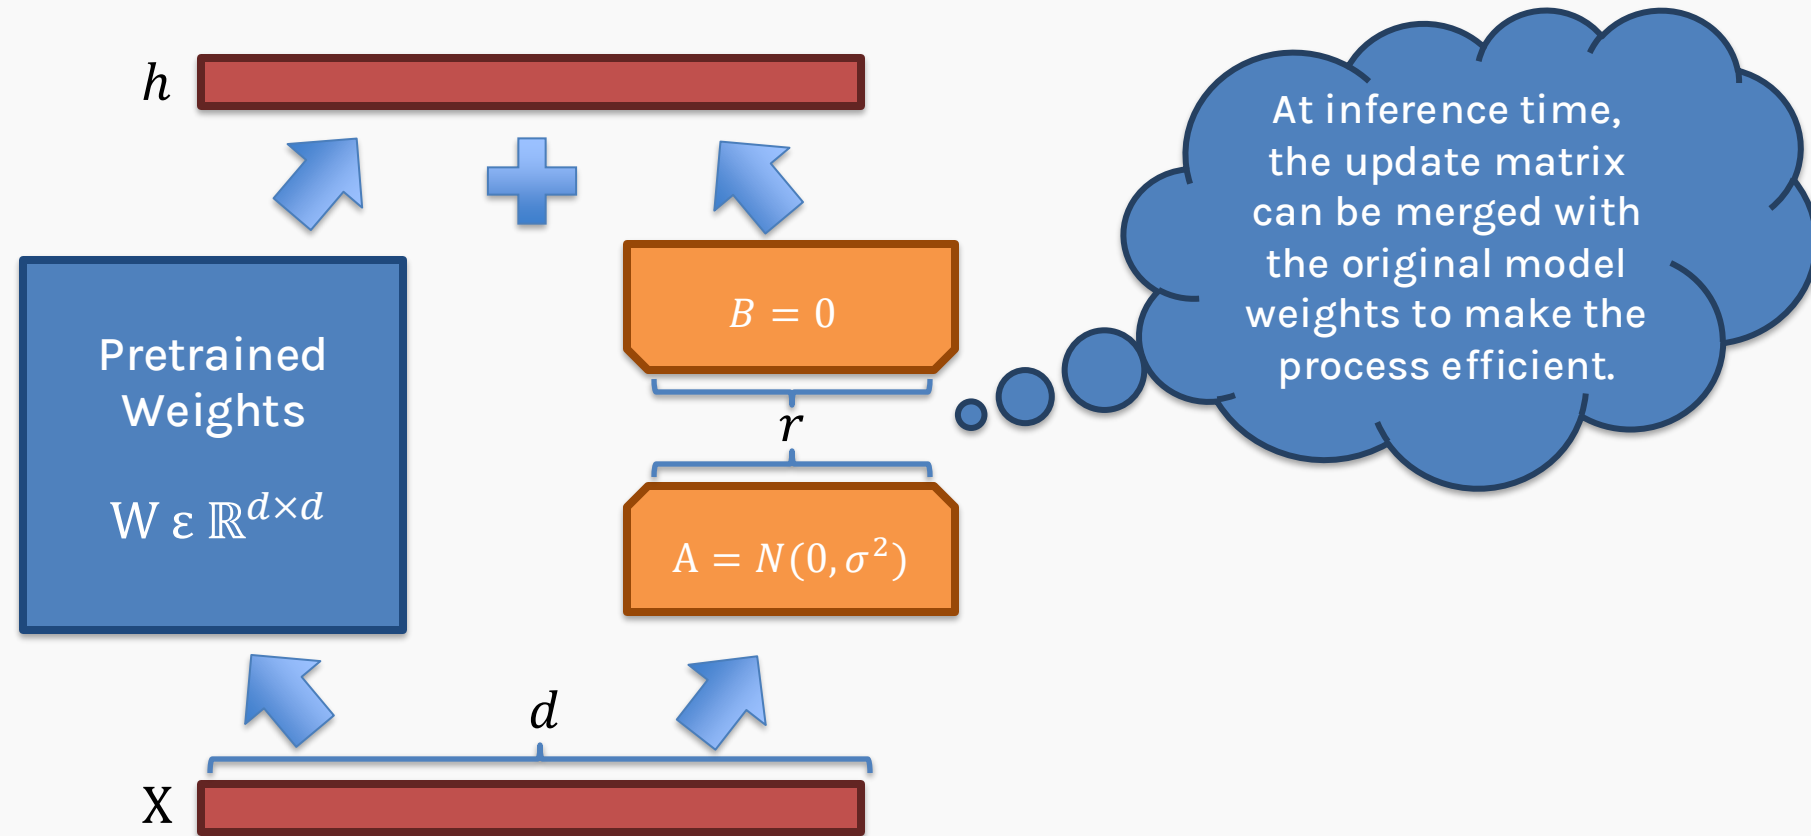 h
At inference time,
the update matrix
can be merged with
the original model
weights to make the
process efficient.
B = 0
Pretrained
Weights
r
W ε ℝ^{d×d}
A = N(0, σ²)
d
X